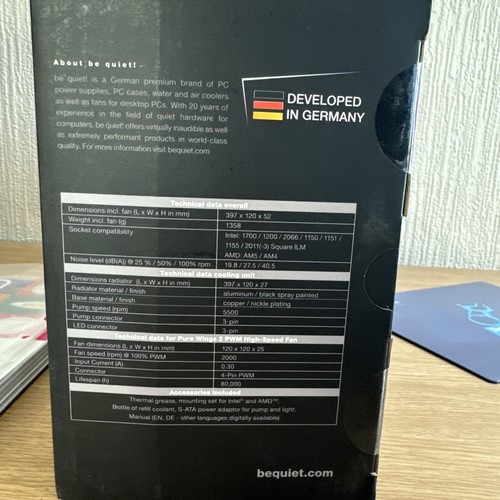 About be quiet!
be quiet! is a German premium brand of PC
power supplies, PC cases, water and air coolers
as well as fans for desktop PCs. With 20 years of
experience in the field of quiet hardware for
computers, be quiet! offers virtually inaudible as well
as extremely performant products in world-class
quality. For more information visit bequiet.com
DEVELOPED
IN GERMANY
Technical data overall
Dimensions incl. fan (L x W x H in mm) 397 x 120 x 52
Weight incl. fan (g) 1358
Socket compatibility Intel: 1700 / 1200 / 2066 / 1150 / 1151 /
1155 / 2011(-3) Square ILM
AMD: AM5 / AM4
Noise level (dB(A)) @ 25 % / 50% / 100% rpm 19.8 / 27.5 / 40.5
Technical data cooling unit
Dimensions radiator (L x W x H in mm) 397 x 120 x 27
Radiator material / finish aluminum / black spray painted
Base material / finish copper / nickle plating
Pump speed (rpm) 5500
Pump connector 3-pin
LED connector 3-pin
Technical data for Pure Wings 2 PWM High-Speed Fan
Fan dimensions (L x W x H in mm) 120 x 120 x 25
Fan speed (rpm) @ 100% PWM 2000
Input Current (A) 0.30
Connector 4-Pin PWM
Lifespan (h) 80.000
Accessories included
Thermal grease, mounting set for Intel® and AMD™,
Bottle of refill coolant, S-ATA power adaptor for pump and light,
Manual (EN, DE - other languages digitally available)
bequiet.com